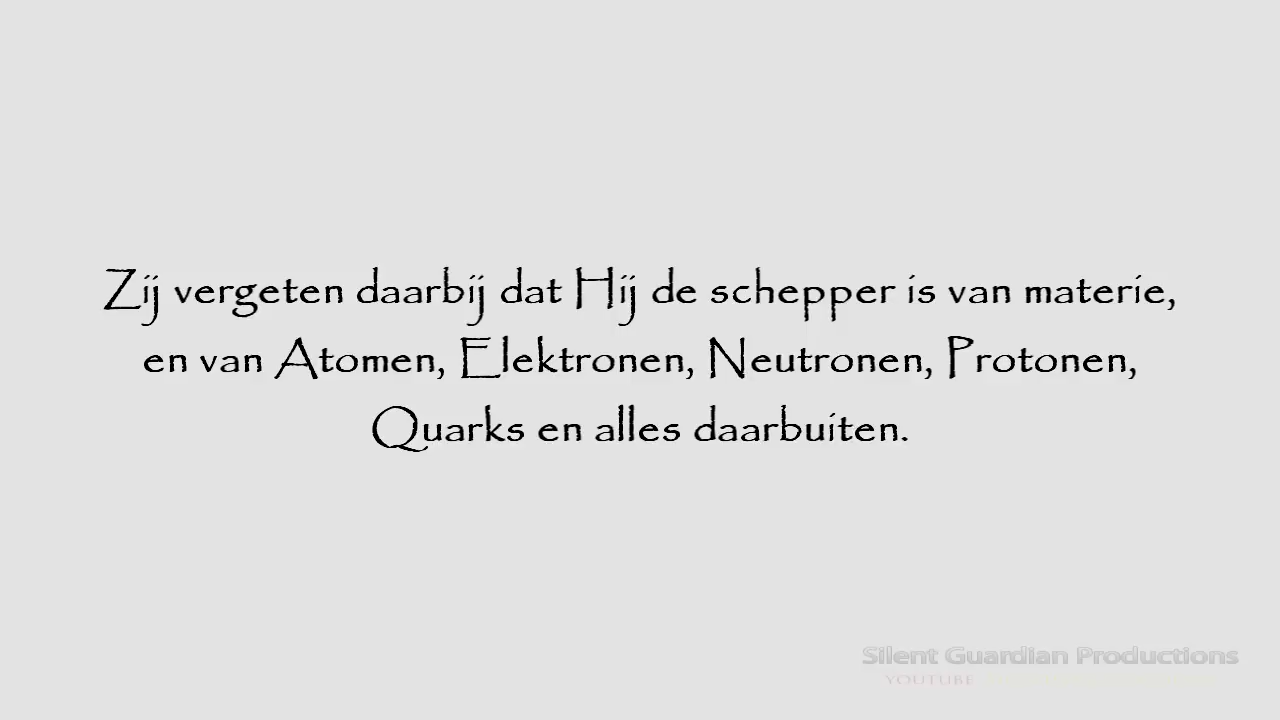 Zij vergeten daarbij dat Hij de schepper is van materie,
en van Atomen, Elektronen, Neutronen, Protonen,
Quarks en alles daarbuiten.
Silent Guardian Productions
YOUTUBE